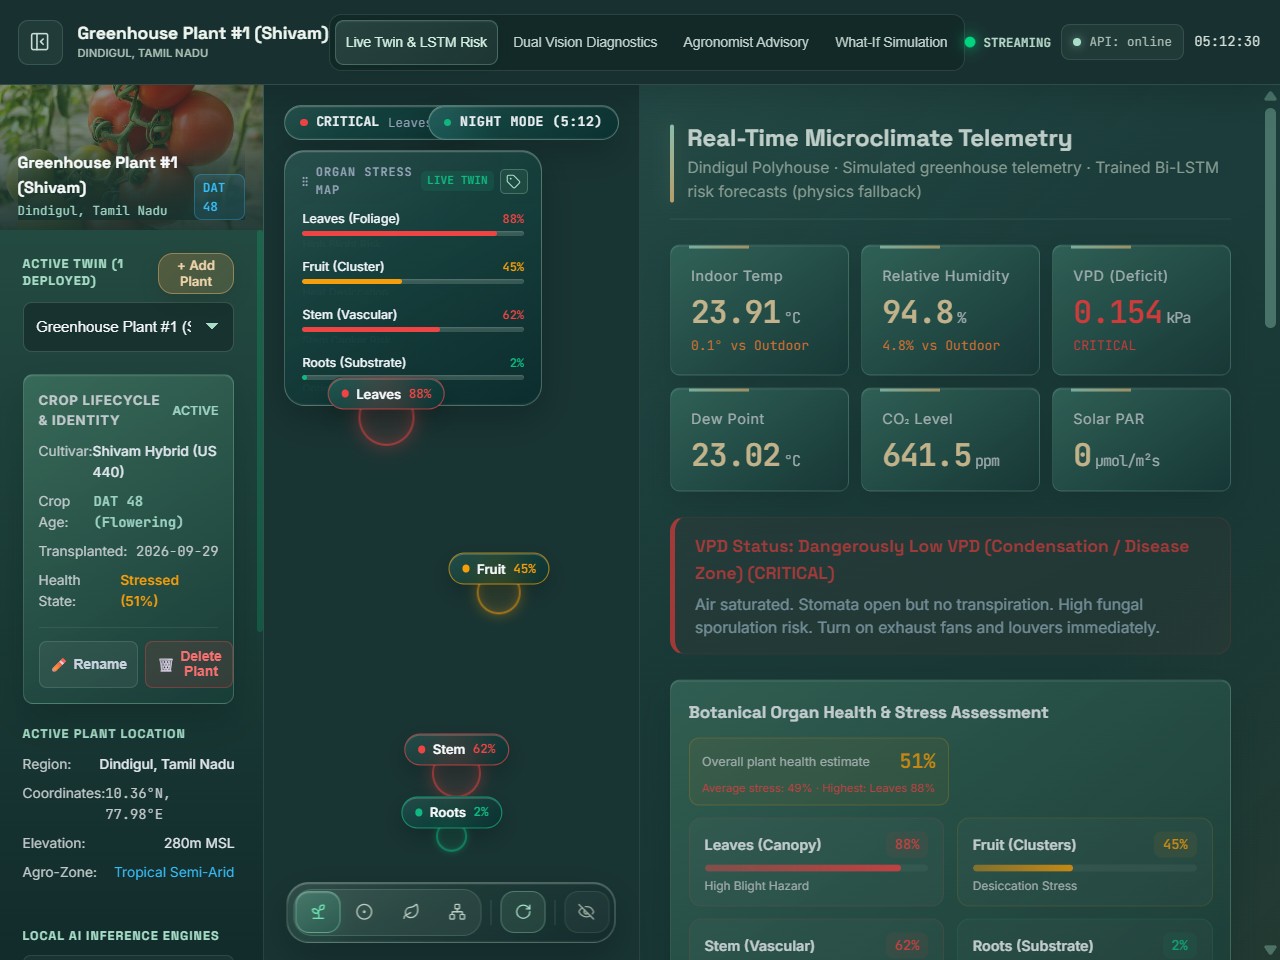 Greenhouse Plant #1 (Shivam)
DINDIGUL, TAMIL NADU
Live Twin & LSTM Risk
Dual Vision Diagnostics
Agronomist Advisory
What-If Simulation
STREAMING
API: online
05:12:30
Greenhouse Plant #1
(Shivam)
Dindigul, Tamil Nadu
DAT
48
ACTIVE TWIN (1
DEPLOYED)
+ Add
Plant
Greenhouse Plant #1 (S
CROP LIFECYCLE
& IDENTITY
ACTIVE
Cultivar: Shivam Hybrid (US
440)
Crop
Age:
DAT 48
(Flowering)
Transplanted: 2026-09-29
Health
State:
Stressed
(51%)
Rename
Delete
Plant
ACTIVE PLANT LOCATION
Region: Dindigul, Tamil Nadu
Coordinates: 10.36°N,
77.98°E
Elevation: 280m MSL
Agro-Zone: Tropical Semi-Arid
LOCAL AI INFERENCE ENGINES
CRITICAL Leaves
NIGHT MODE (5:12)
ORGAN STRESS
MAP
LIVE TWIN
Leaves (Foliage) 88%
Fruit (Cluster) 45%
Stem (Vascular) 62%
Roots (Substrate) 2%
Leaves 88%
Fruit 45%
Stem 62%
Roots 2%
Real-Time Microclimate Telemetry
Dindigul Polyhouse · Simulated greenhouse telemetry · Trained Bi-LSTM
risk forecasts (physics fallback)
Indoor Temp
23.91 °C
0.1° vs Outdoor
Relative Humidity
94.8 %
4.8% vs Outdoor
VPD (Deficit)
0.154 kPa
CRITICAL
Dew Point
23.02 °C
CO₂ Level
641.5 ppm
Solar PAR
0 µmol/m²s
VPD Status: Dangerously Low VPD (Condensation / Disease
Zone) (CRITICAL)
Air saturated. Stomata open but no transpiration. High fungal
sporulation risk. Turn on exhaust fans and louvers immediately.
Botanical Organ Health & Stress Assessment
Overall plant health estimate 51%
Average stress: 49% · Highest: Leaves 88%
Leaves (Canopy) 88%
High Blight Hazard
Fruit (Clusters) 45%
Desiccation Stress
Stem (Vascular) 62%
Roots (Substrate) 2%